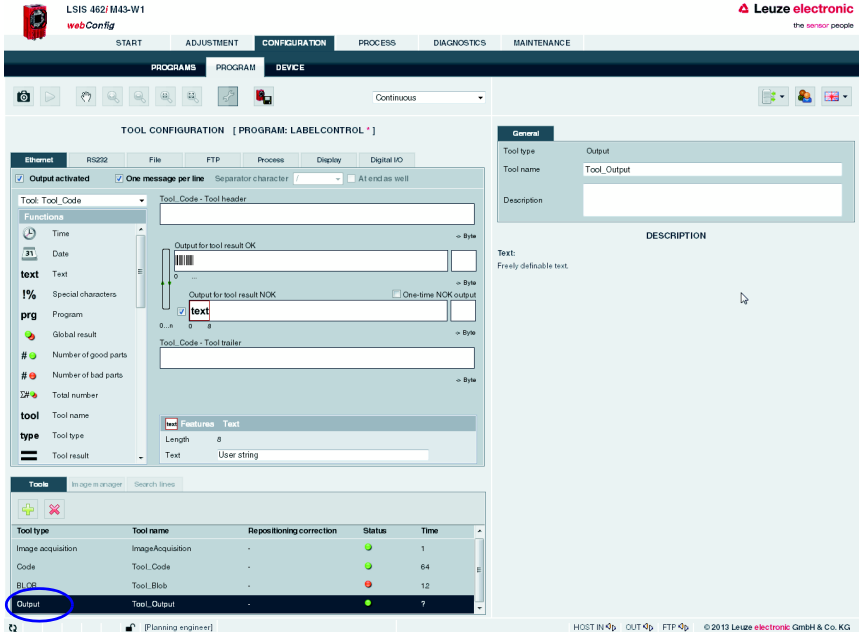 LSIS 462i M43-W1
webConfig
Leuze electronic
the sensor people
START ADJUSTMENT CONFIGURATION PROCESS DIAGNOSTICS MAINTENANCE
PROGRAMS PROGRAM DEVICE
Continuous
TOOL CONFIGURATION [ PROGRAM: LABELCONTROL * ]
Ethernet RS232 File FTP Process Display Digital I/O
Output activated One message per line Separator character / At end as well
Tool: Tool_Code
Functions
Time
31 Date
text Text
!% Special characters
prg Program
Global result
# Number of good parts
# Number of bad parts
Σ# Total number
tool Tool name
type Tool type
Tool result
Tool_Code - Tool header
-> Byte
Output for tool result OK
0 ...
-> Byte
Output for tool result NOK One-time NOK output
text
0...n 0 8
-> Byte
Tool_Code - Tool trailer
-> Byte
text Features Text
Length 8
Text User string
General
Tool type Output
Tool name Tool_Output
Description
DESCRIPTION
Text:
Freely definable text.
Tools Image manager Search lines
Tool type Tool name Repositioning correction Status Time
Image acquisition ImageAcquisition - 1
Code Tool_Code - 64
BLOB Tool_Blob - 12
Output Tool_Output - ?
[Planning engineer]
HOST IN OUT FTP © 2013 Leuze electronic GmbH & Co. KG